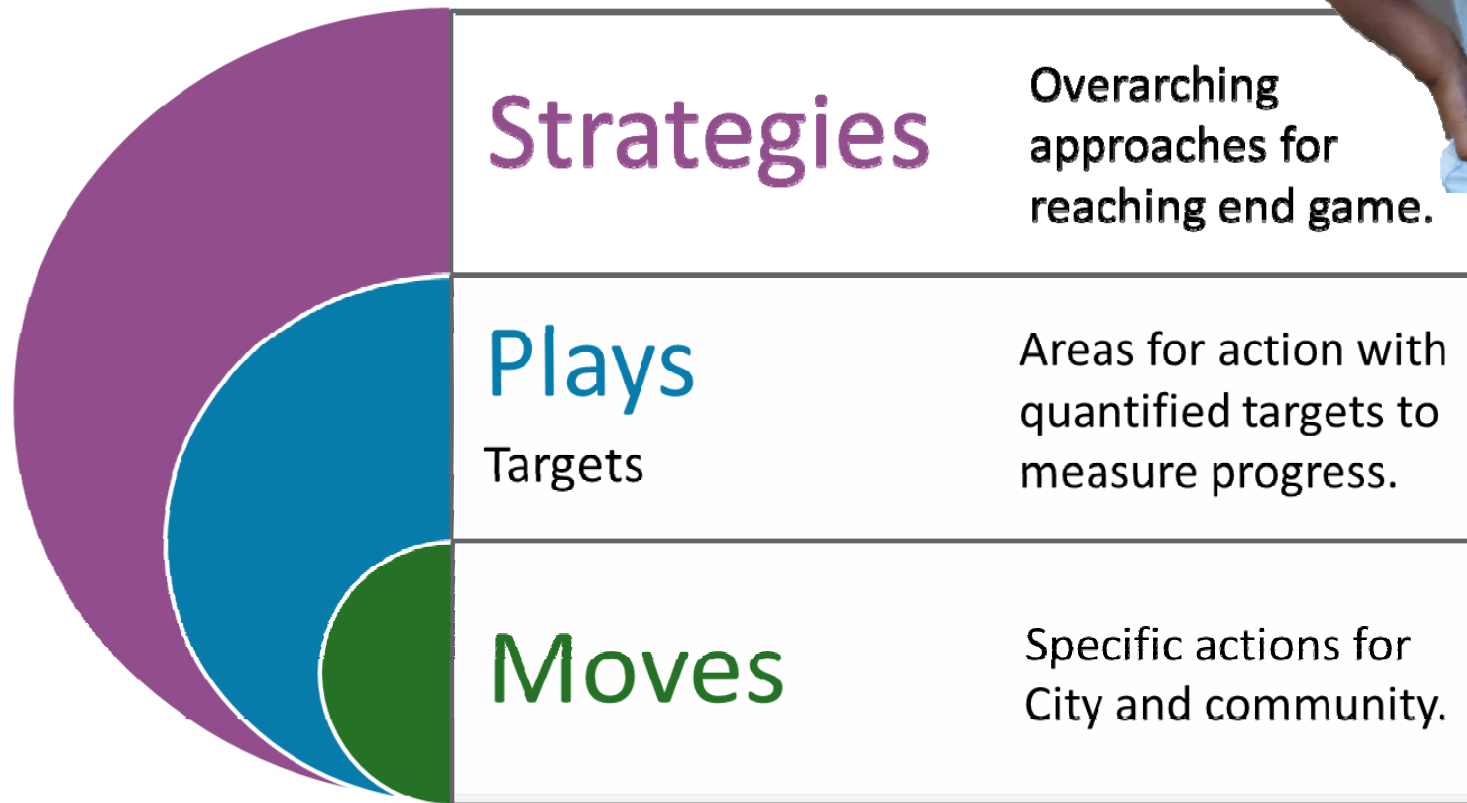 Strategies
Overarching
approaches for
reaching end game.
Plays
Targets
Areas for action with
quantified targets to
measure progress.
Moves
Specific actions for
City and community.